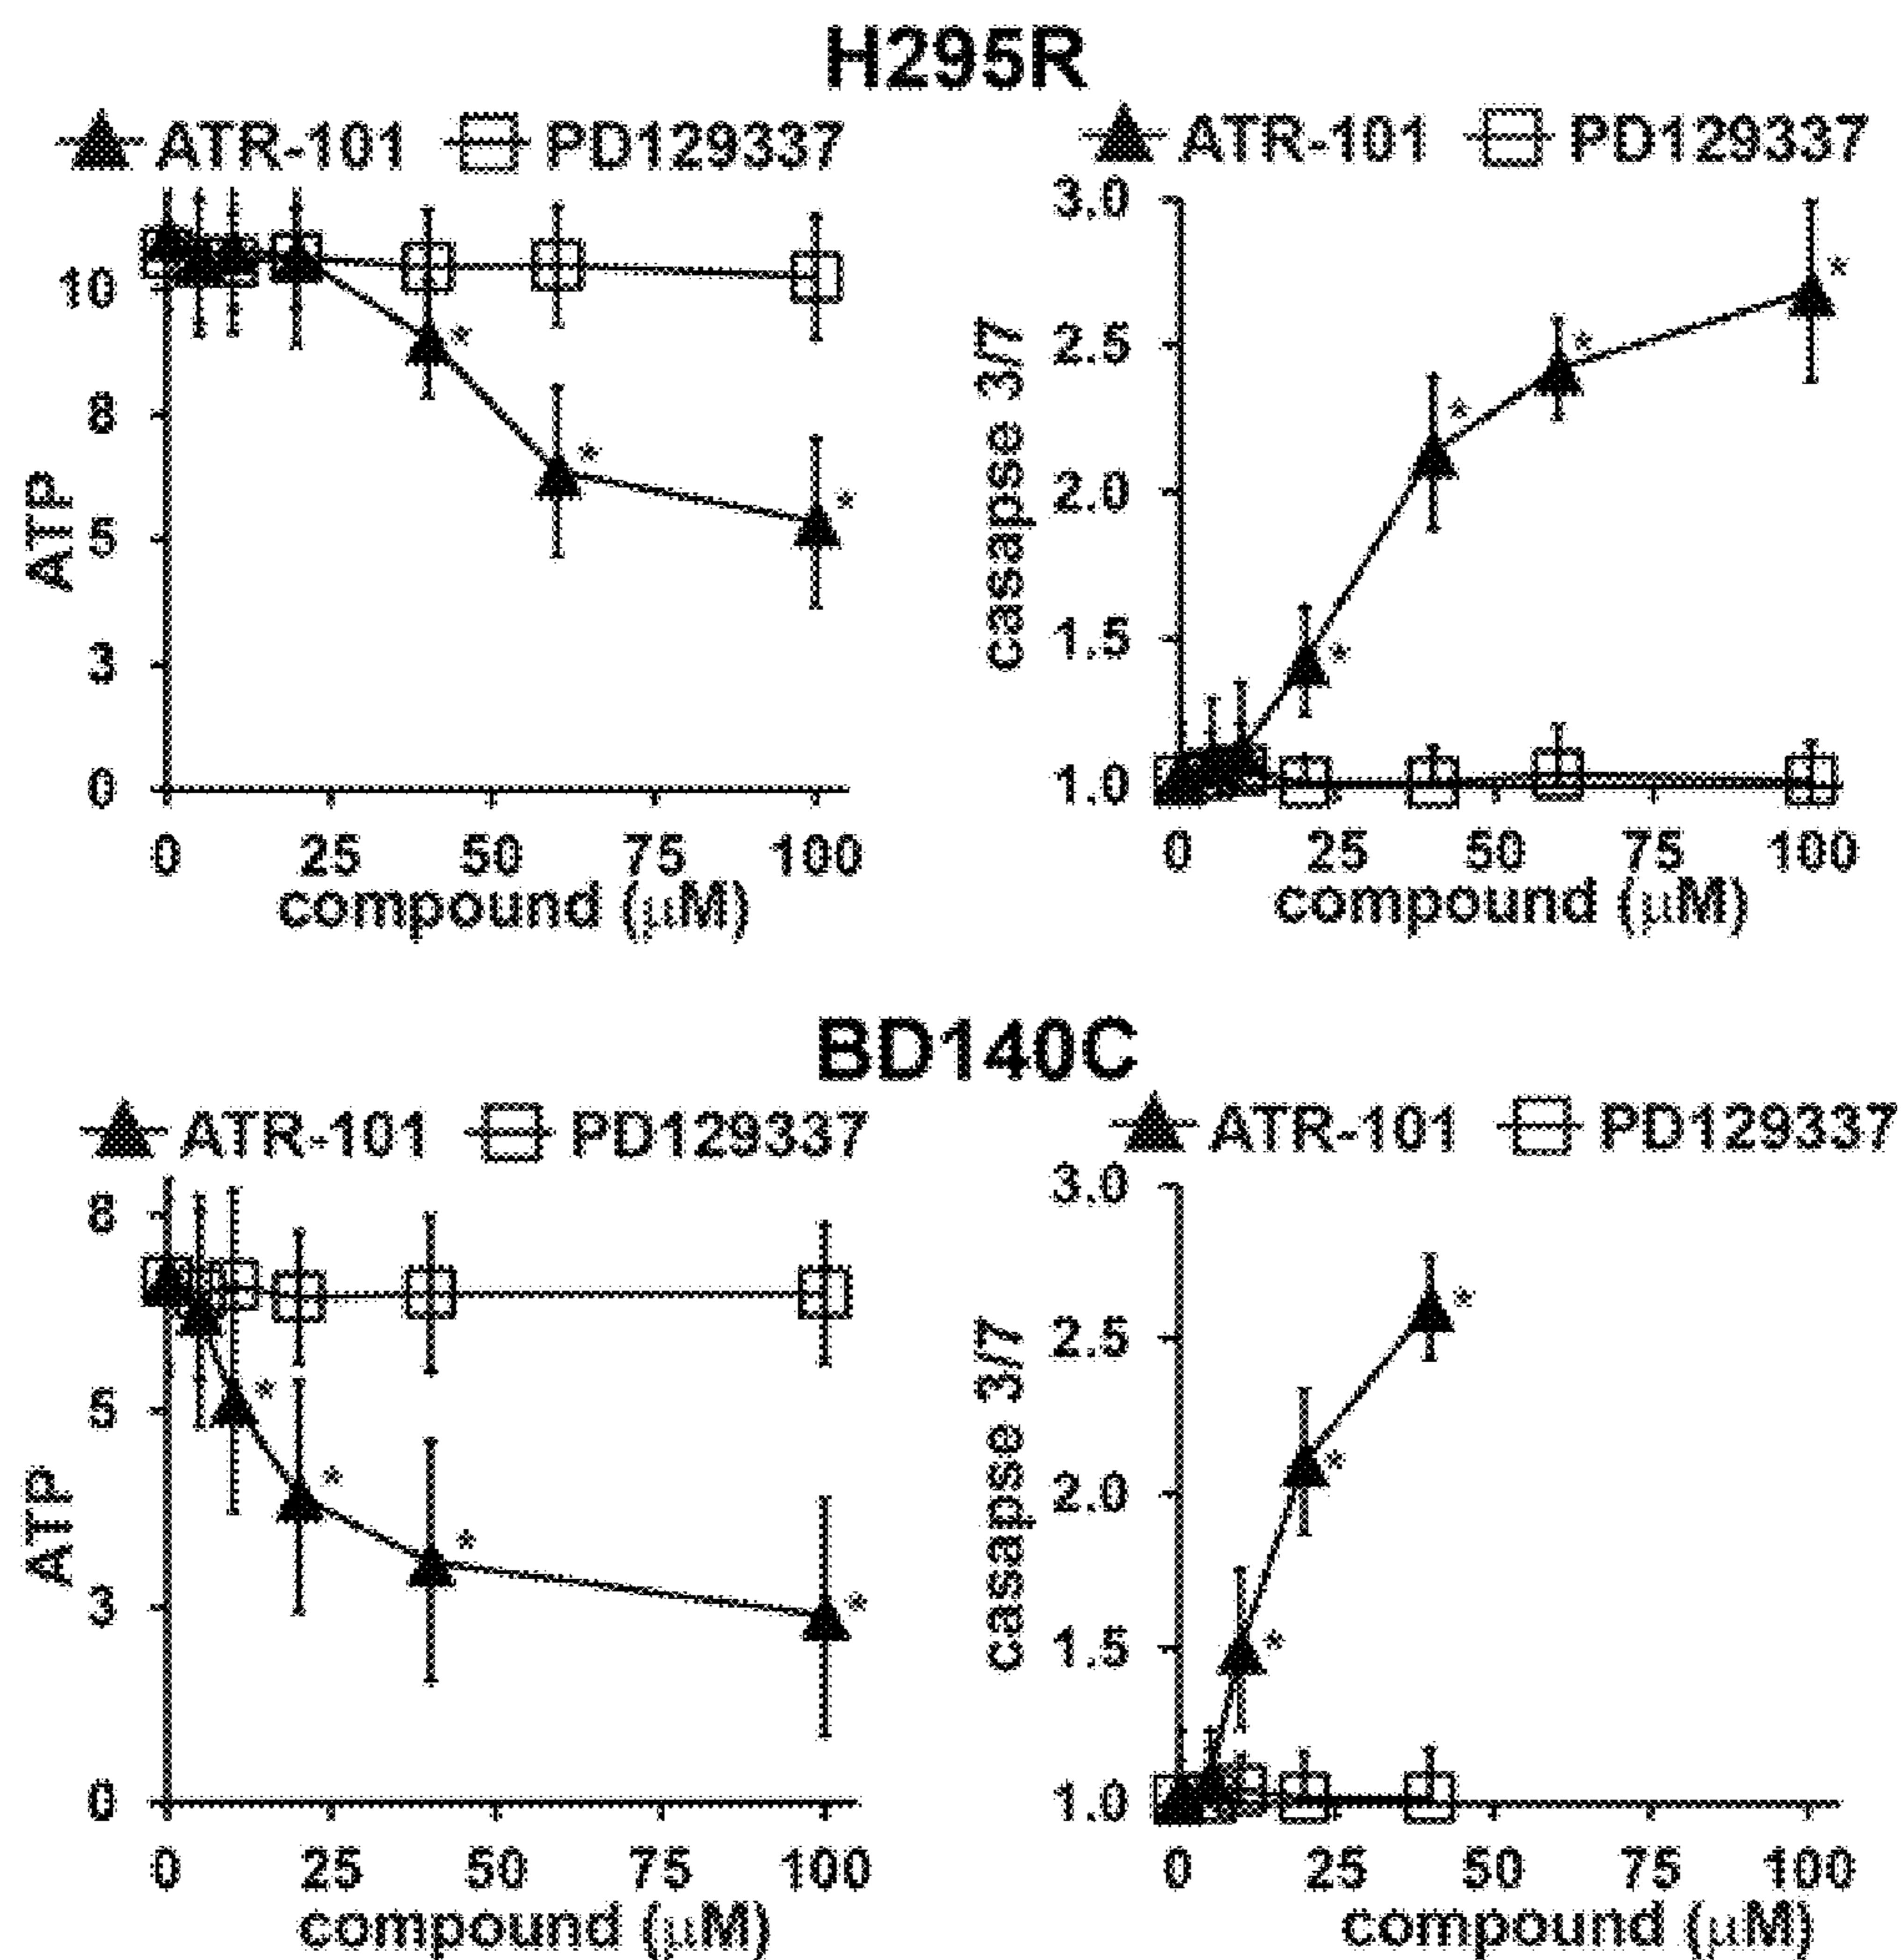 H295R
ATR-101 PD129337
10
8
5
3
0
ATP
0 25 50 75 100
compound (μM)
ATR-101 PD129337
3.0
2.5
2.0
1.5
1.0
casapse 3/7
0 25 50 75 100
compound (μM)
BD140C
ATR-101 PD129337
8
5
3
0
ATP
0 25 50 75 100
compound (μM)
ATR-101 PD129337
3.0
2.5
2.0
1.5
1.0
casapse 3/7
0 25 50 75 100
compound (μM)